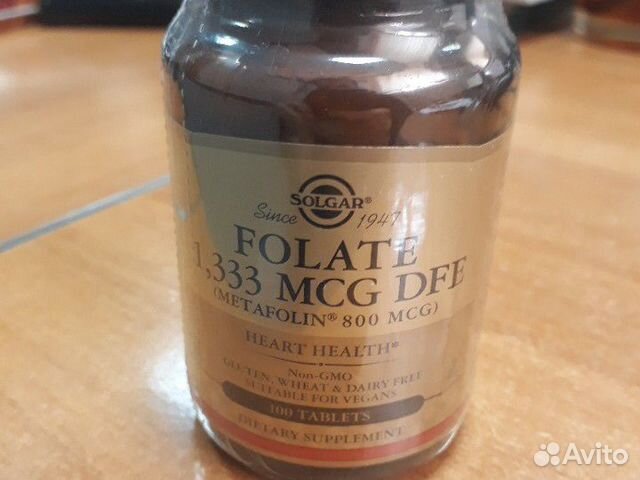 SOLGAR®
Since 1947
FOLATE
1,333 MCG DFE
(METAFOLIN® 800 MCG)
HEART HEALTH*
Non-GMO
GLUTEN, WHEAT & DAIRY FREE
SUITABLE FOR VEGANS
100 TABLETS
DIETARY SUPPLEMENT
Avito